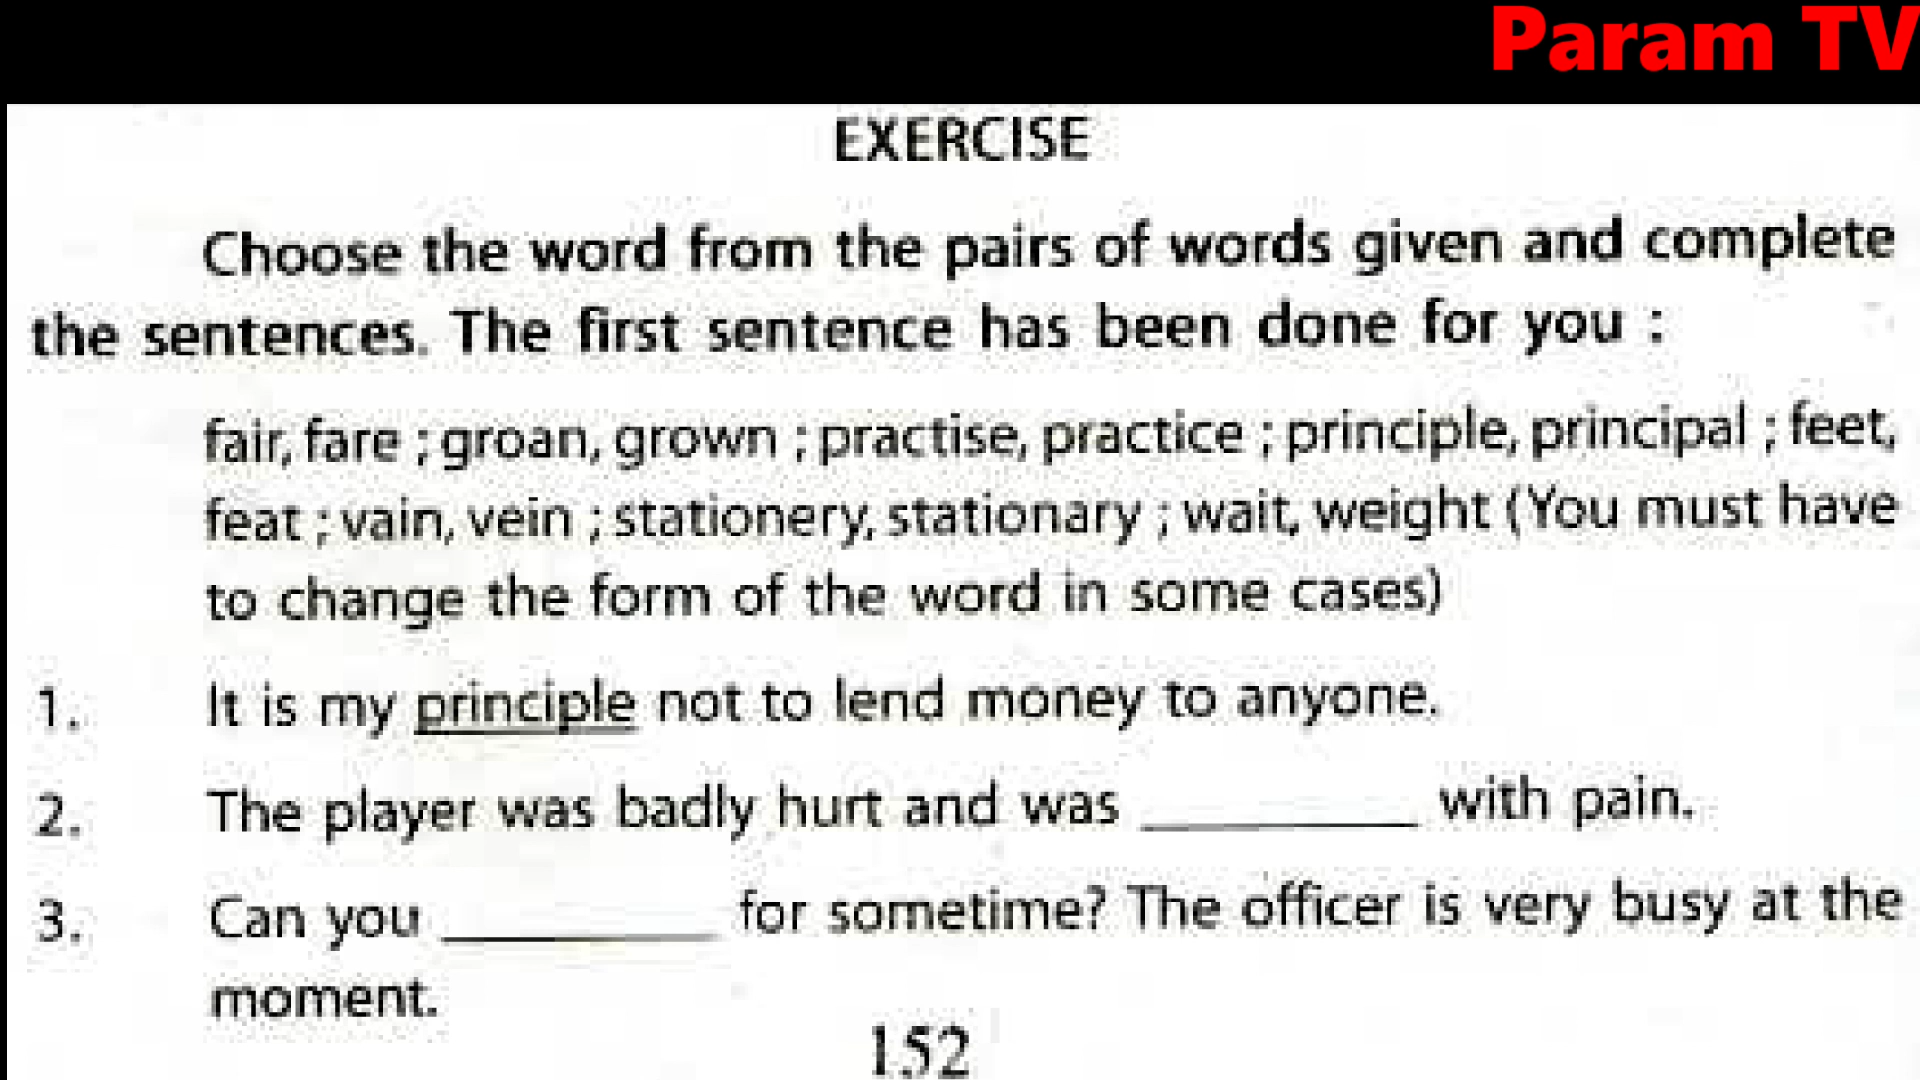 Param TV
EXERCISE
Choose the word from the pairs of words given and complete
the sentences. The first sentence has been done for you :
fair, fare ; groan, grown ; practise, practice ; principle, principal ; feet,
feat ; vain, vein ; stationery, stationary ; wait, weight (You must have
to change the form of the word in some cases)
1. It is my principle not to lend money to anyone.
2. The player was badly hurt and was __________ with pain.
3. Can you __________ for sometime? The officer is very busy at the
moment.
152